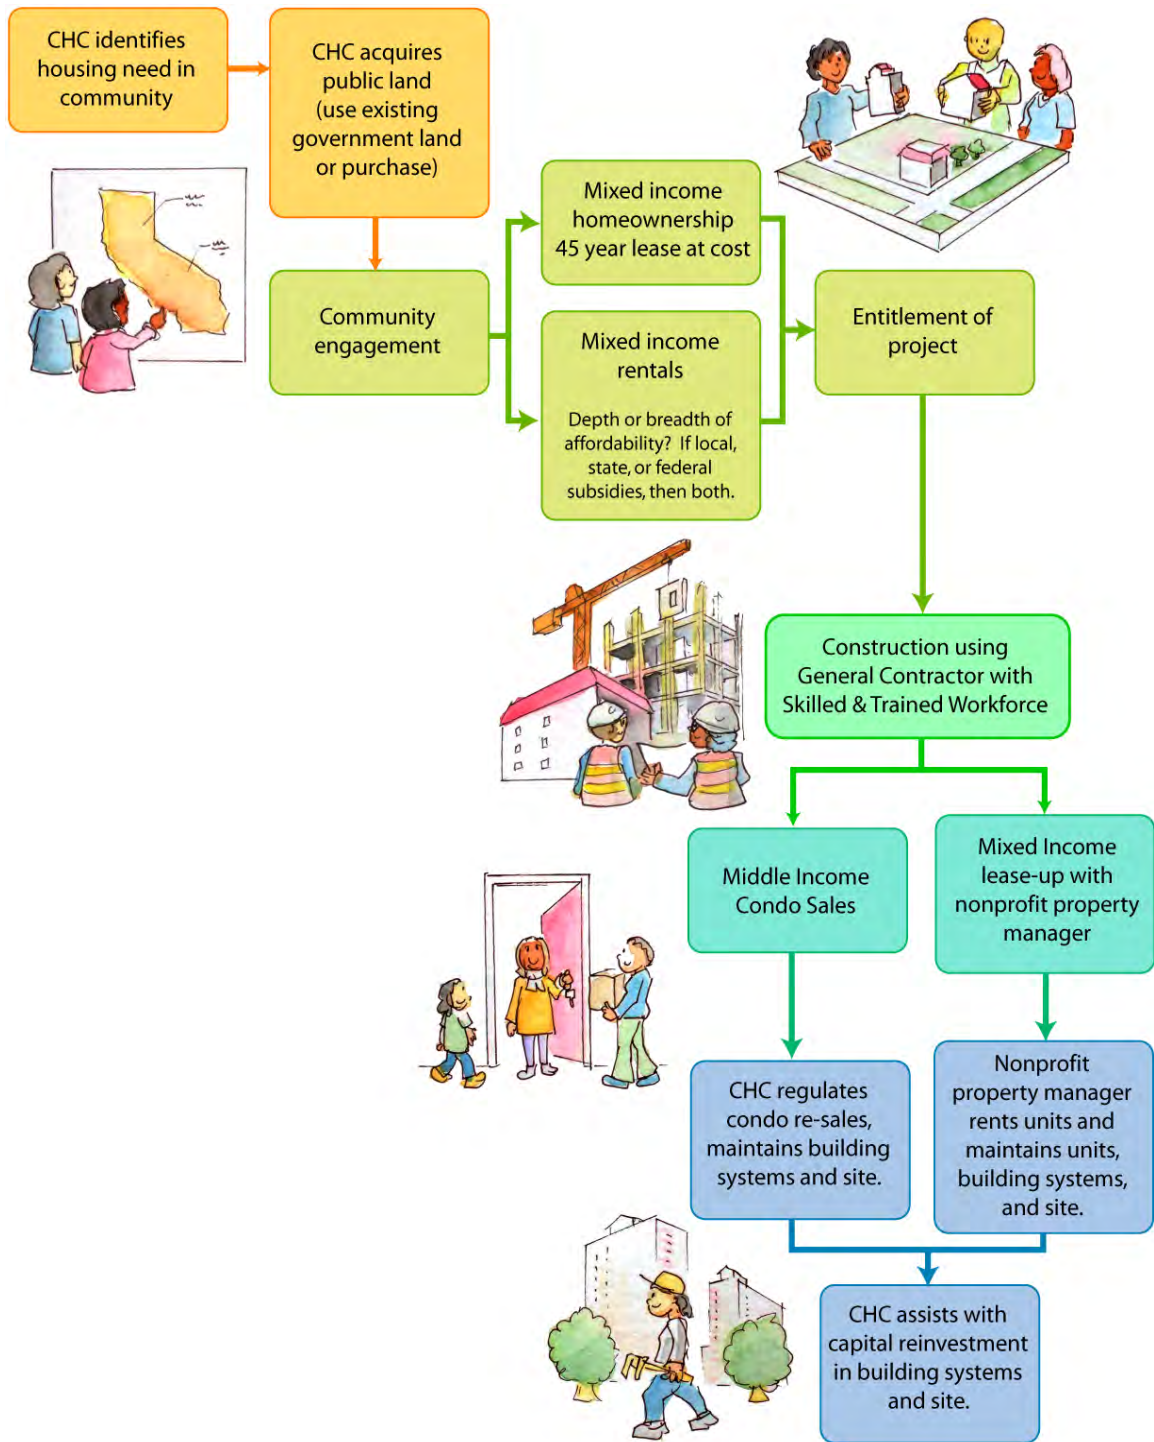 CHC identifies
housing need in
community
CHC acquires
public land
(use existing
government land
or purchase)
Community
engagement
Mixed income
homeownership
45 year lease at cost
Mixed income
rentals
Depth or breadth of
affordability? If local,
state, or federal
subsidies, then both.
Entitlement of
project
Construction using
General Contractor with
Skilled & Trained Workforce
Middle Income
Condo Sales
Mixed Income
lease-up with
nonprofit property
manager
CHC regulates
condo re-sales,
maintains building
systems and site.
Nonprofit
property manager
rents units and
maintains units,
building systems,
and site.
CHC assists with
capital reinvestment
in building systems
and site.